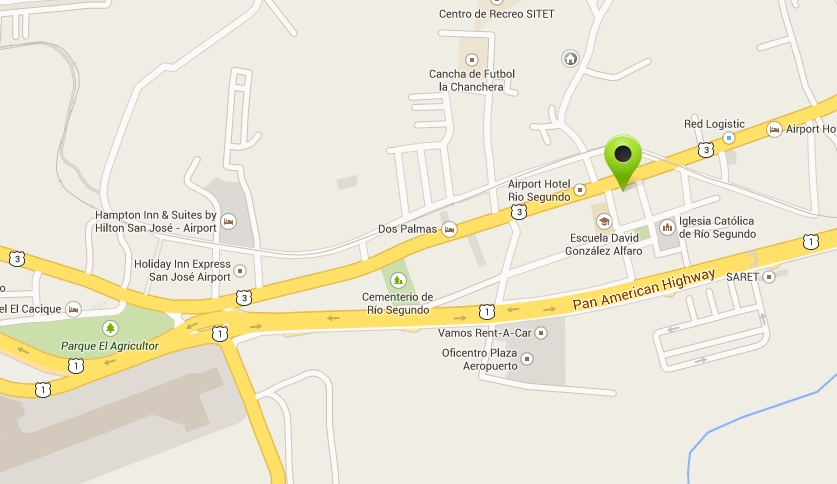 Centro de Recreo SITET
Cancha de Futbol
la Chanchera
Red Logistic
Airport Ho
3
Airport Hotel
Rio Segundo
3
Hampton Inn & Suites by
Hilton San José - Airport
Dos Palmas
Escuela David
González Alfaro
Iglesia Católica
de Río Segundo
1
3
Holiday Inn Express
San José Airport
SARET
Pan American Highway
o
3
Cementerio de
Río Segundo
el El Cacique
1
Parque El Agricultor
1
Vamos Rent-A-Car
Oficentro Plaza
Aeropuerto
1
1